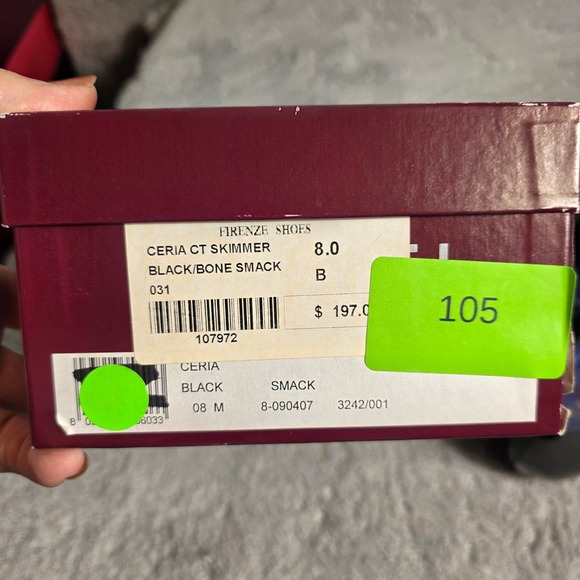 FIRENZE SHOES
CERIA CT SKIMMER 8.0
BLACK/BONE SMACK B
031
$ 197.0
107972
105
CERIA
BLACK SMACK
08 M 8-090407 3242/001